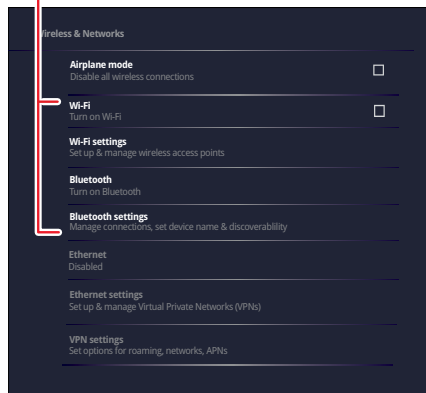 Wireless & Networks
Airplane mode
Disable all wireless connections
Wi-Fi
Turn on Wi-Fi
Wi-Fi settings
Set up & manage wireless access points
Bluetooth
Turn on Bluetooth
Bluetooth settings
Manage connections, set device name & discoverablility
Ethernet
Disabled
Ethernet settings
Set up & manage Virtual Private Networks (VPNs)
VPN settings
Set options for roaming, networks, APNs